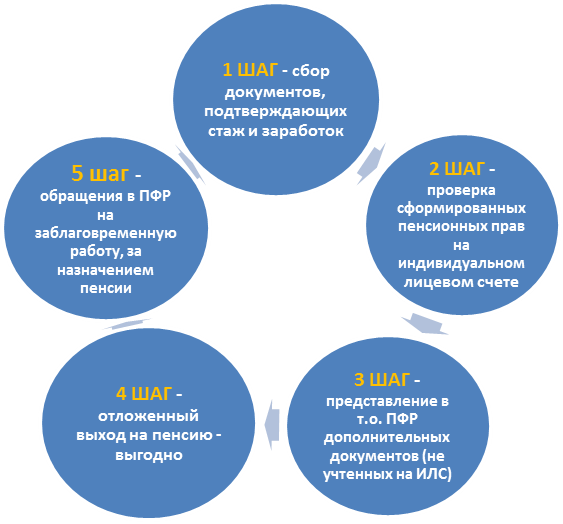 1 ШАГ - сбор
документов,
подтверждающих
стаж и заработок
2 ШАГ -
проверка
сформированных
пенсионных прав
на
индивидуальном
лицевом счете
3 ШАГ -
представление в
т.о. ПФР
дополнительных
документов (не
учтенных на ИЛС)
4 ШАГ -
отложенный
выход на пенсию -
выгодно
5 шаг -
обращения в ПФР
на
заблаговременную
работу, за
назначением
пенсии